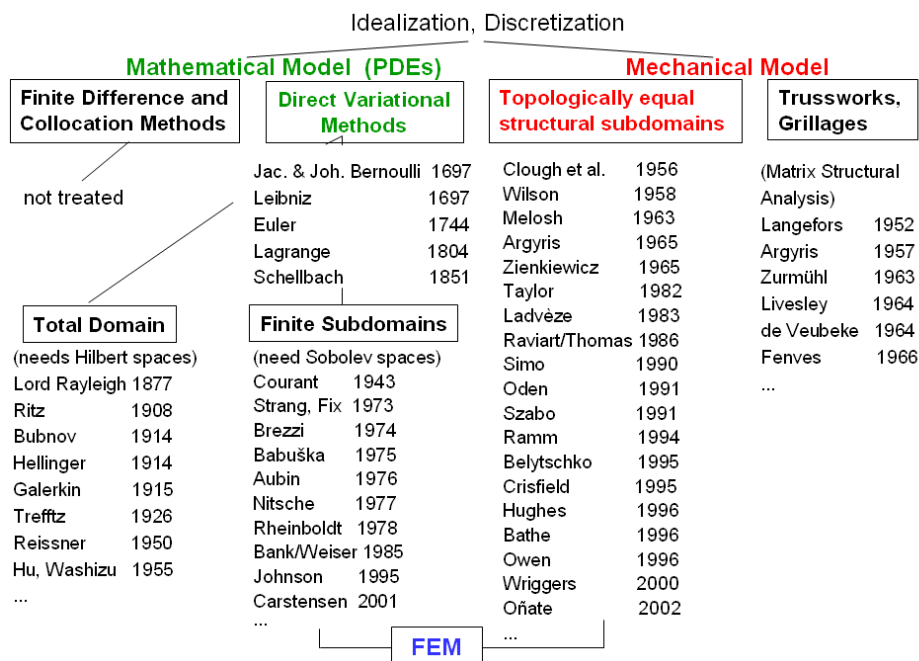 Idealization, Discretization
Mathematical Model (PDEs)
Mechanical Model
Finite Difference and
Collocation Methods
not treated
Direct Variational
Methods
Jac. & Joh. Bernoulli 1697
Leibniz 1697
Euler 1744
Lagrange 1804
Schellbach 1851
Total Domain
(needs Hilbert spaces)
Lord Rayleigh 1877
Ritz 1908
Bubnov 1914
Hellinger 1914
Galerkin 1915
Trefftz 1926
Reissner 1950
Hu, Washizu 1955
...
Finite Subdomains
(need Sobolev spaces)
Courant 1943
Strang, Fix 1973
Brezzi 1974
Babuška 1975
Aubin 1976
Nitsche 1977
Rheinboldt 1978
Bank/Weiser 1985
Johnson 1995
Carstensen 2001
...
Topologically equal
structural subdomains
Clough et al. 1956
Wilson 1958
Melosh 1963
Argyris 1965
Zienkiewicz 1965
Taylor 1982
Ladvèze 1983
Raviart/Thomas 1986
Simo 1990
Oden 1991
Szabo 1991
Ramm 1994
Belytschko 1995
Crisfield 1995
Hughes 1996
Bathe 1996
Owen 1996
Wriggers 2000
Oñate 2002
...
Trussworks,
Grillages
(Matrix Structural
Analysis)
Langefors 1952
Argyris 1957
Zurmühl 1963
Livesley 1964
de Veubeke 1964
Fenves 1966
...
FEM